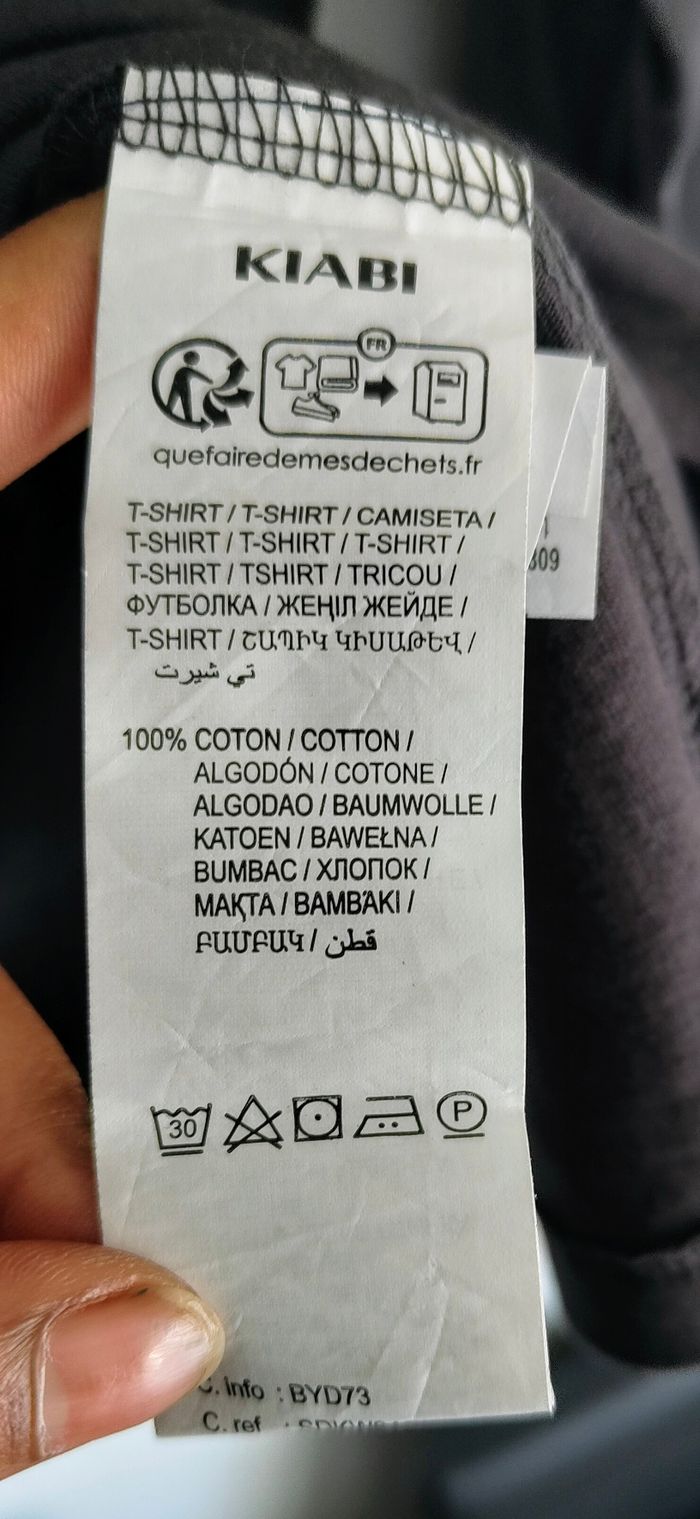 KIABI
FR
quefairedemesdechets.fr
T-SHIRT / T-SHIRT / CAMISETA /
T-SHIRT / T-SHIRT / T-SHIRT /
T-SHIRT / TSHIRT / TRICOU /
ФУТБОЛКА / ЖЕҢІЛ ЖЕЙДЕ /
T-SHIRT / ՇԱՊԻԿ ԿԻՍԱԹԵՎ /
تي شيرت
309
100% COTON / COTTON /
ALGODÓN / COTONE /
ALGODAO / BAUMWOLLE /
KATOEN / BAWEŁNA /
BUMBAC / ХЛОПОК /
МАҚТА / BAMBÁKI /
ԲԱՄԲԱԿ / قطن
30
P
C. info : BYD73
C. ref :